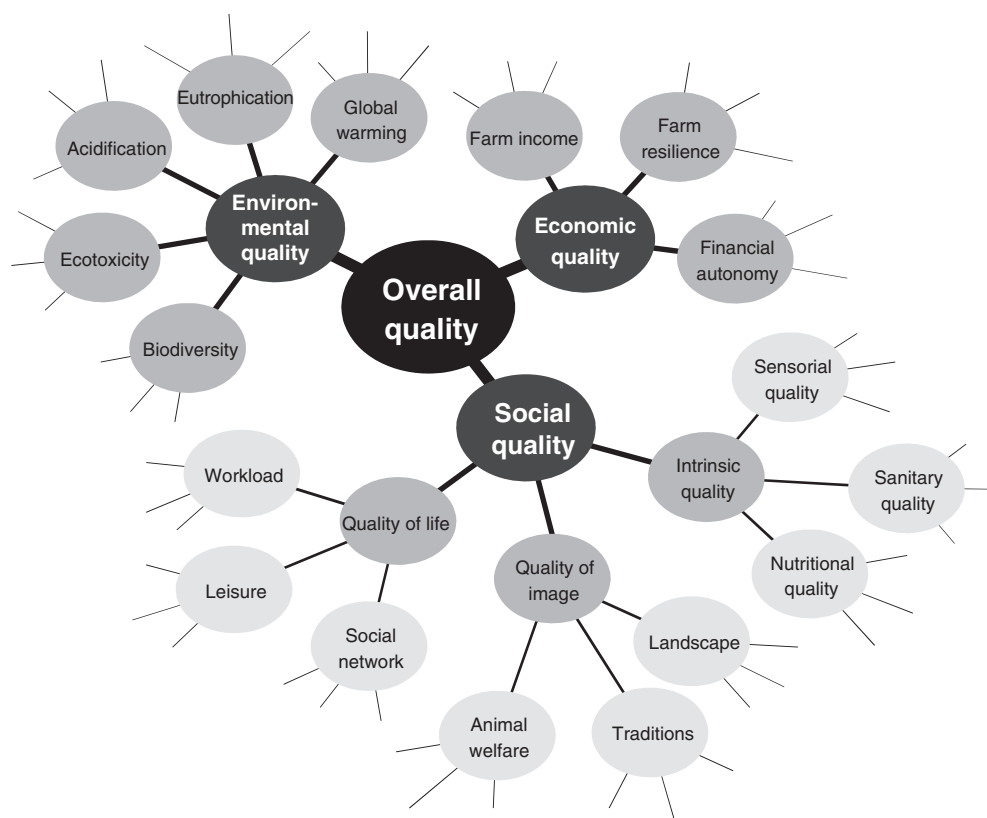 Eutrophication
Global
warming
Acidification
Farm income
Farm
resilience
Environ-
mental
quality
Economic
quality
Ecotoxicity
Financial
autonomy
Overall
quality
Biodiversity
Sensorial
quality
Social
quality
Workload
Intrinsic
quality
Sanitary
quality
Quality of life
Quality of
image
Nutritional
quality
Leisure
Social
network
Landscape
Animal
welfare
Traditions